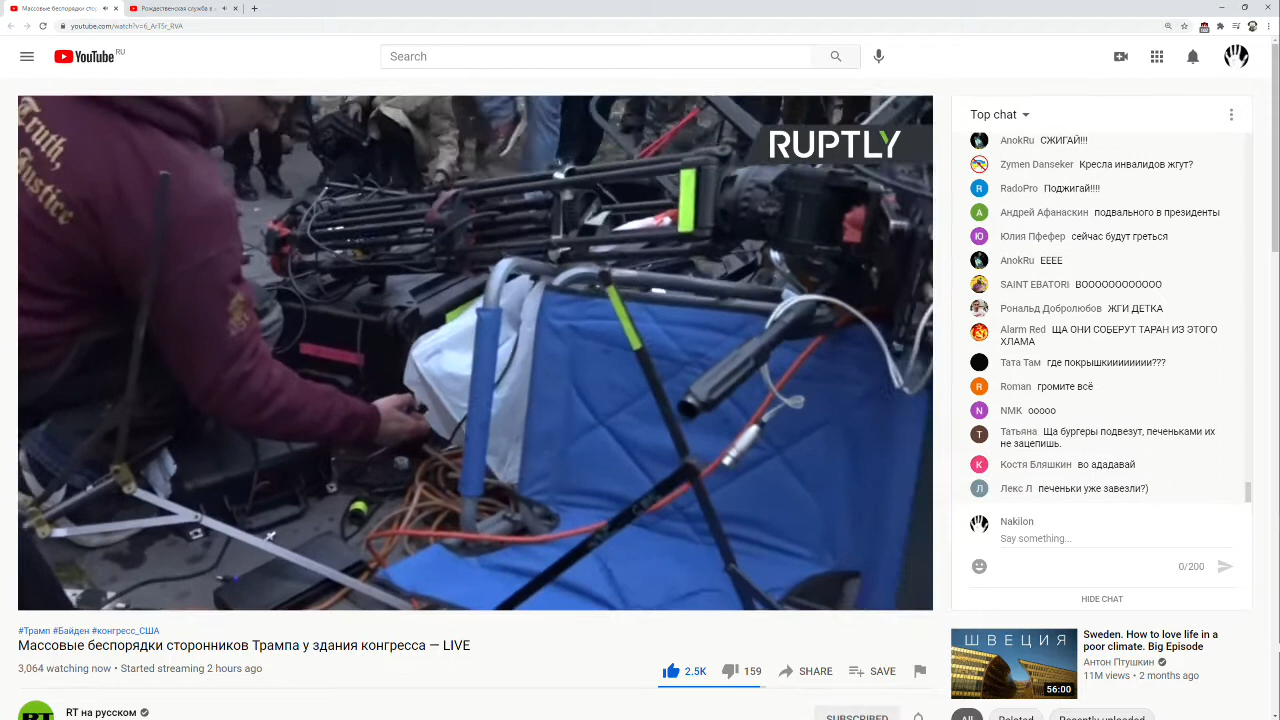 Массовые беспорядки стор
Рождественская служба в
youtube.com/watch?v=6_ArT5r_RVA
YouTube RU
Search
Truth,
Justice
RUPTLY
Top chat
AnokRu СЖИГАЙ!!!
Zymen Danseker Кресла инвалидов жгут?
RadoPro Поджигай!!!!
Андрей Афанаскин подвального в президенты
Юлия Пфефер сейчас будут греться
AnokRu ЕЕЕЕ
SAINT EBATORI ВОООООООООООО
Рональд Добролюбов ЖГИ ДЕТКА
Alarm Red ЩА ОНИ СОБЕРУТ ТАРАН ИЗ ЭТОГО
ХЛАМА
Тата Там где покрышкиииииии???
Roman громите всё
NMK ооооо
Татьяна Ща бургеры подвезут, печеньками их
не зацепишь.
Костя Бляшкин во ададавай
Лекс Л печеньки уже завезли?)
Nakilon
Say something...
0/200
HIDE CHAT
#Трамп #Байден #конгресс_США
Массовые беспорядки сторонников Трампа у здания конгресса — LIVE
3,064 watching now • Started streaming 2 hours ago
2.5K 159 SHARE SAVE
RT на русском
SUBSCRIBED
ШВЕЦИЯ
56:00
Sweden. How to love life in a
poor climate. Big Episode
Антон Птушкин
11M views • 2 months ago
All Related Recently uploaded